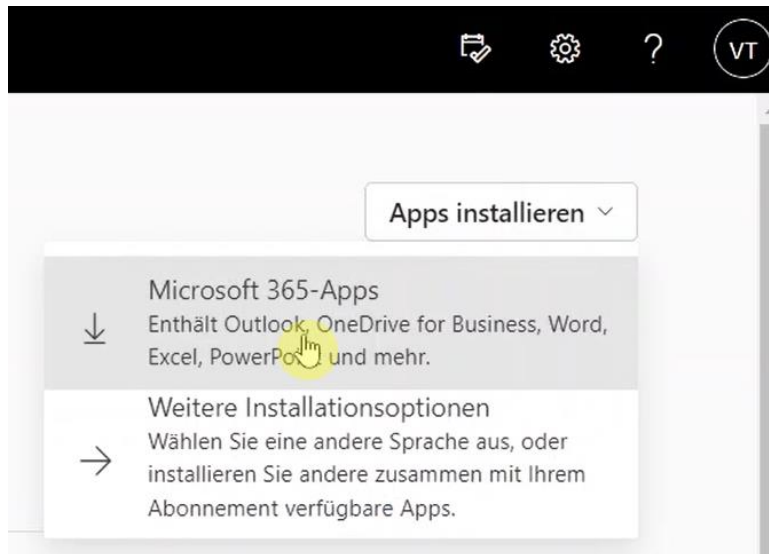 ?
VT
Apps installieren
Microsoft 365-Apps
Enthält Outlook, OneDrive for Business, Word,
Excel, und mehr.
Weitere Installationsoptionen
Wählen Sie eine andere Sprache aus, oder
installieren Sie andere zusammen mit Ihrem
Abonnement verfügbare Apps.